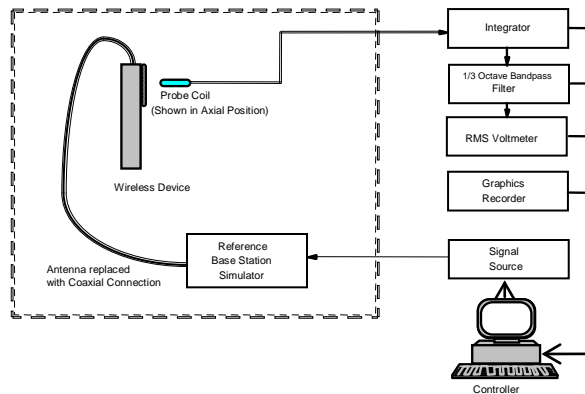 Integrator
1/3 Octave Bandpass
Filter
RMS Voltmeter
Graphics
Recorder
Probe Coil
(Shown in Axial Position)
Wireless Device
Reference
Base Station
Simulator
Antenna replaced
with Coaxial Connection
Signal
Source
Controller